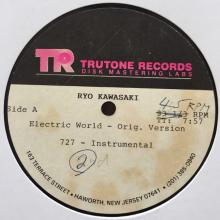 TR TRUTONE RECORDS
DISK MASTERING LABS
RYO KAWASAKI
45 RPM
Side A
33 1/3 RPM
TT: 7:57
Electric World - Orig. Version
727 - Instrumental
2
163 TERRACE STREET • HAWORTH, NEW JERSEY 07641 • (201) 385-0940